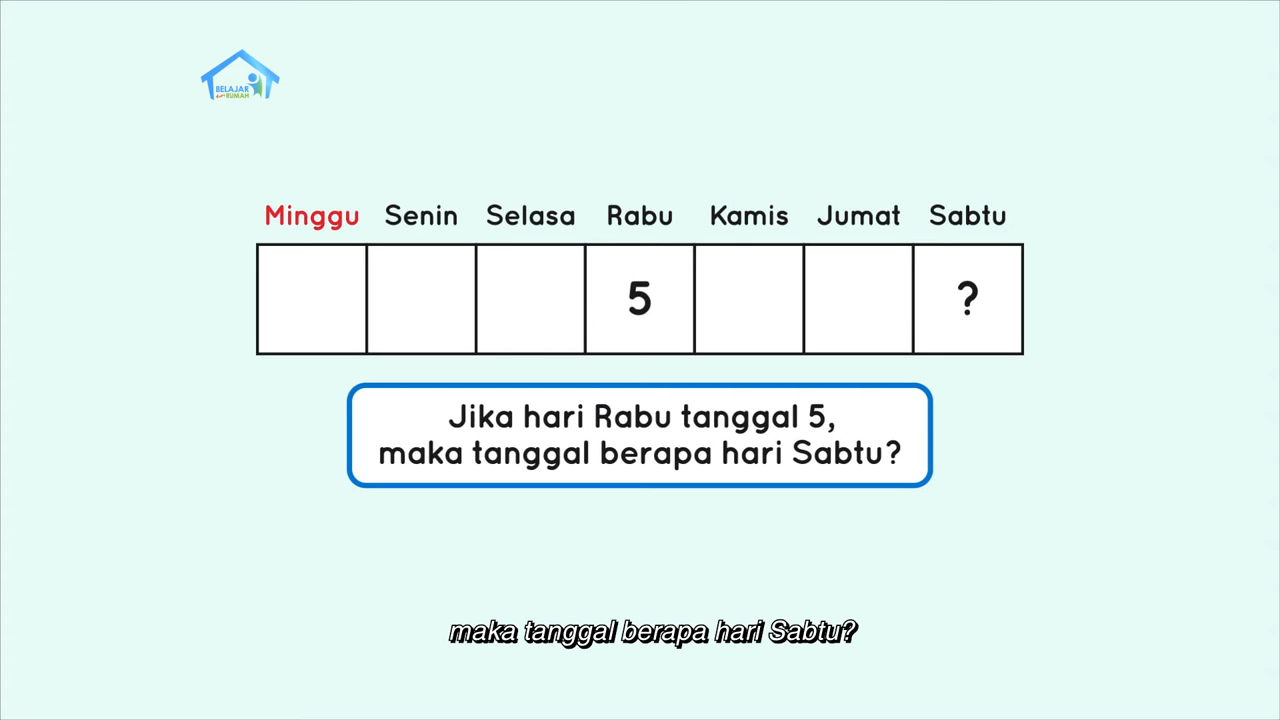 BELAJAR
dari RUMAH
Minggu Senin Selasa Rabu Kamis Jumat Sabtu
5 ?
Jika hari Rabu tanggal 5,
maka tanggal berapa hari Sabtu?
maka tanggal berapa hari Sabtu?